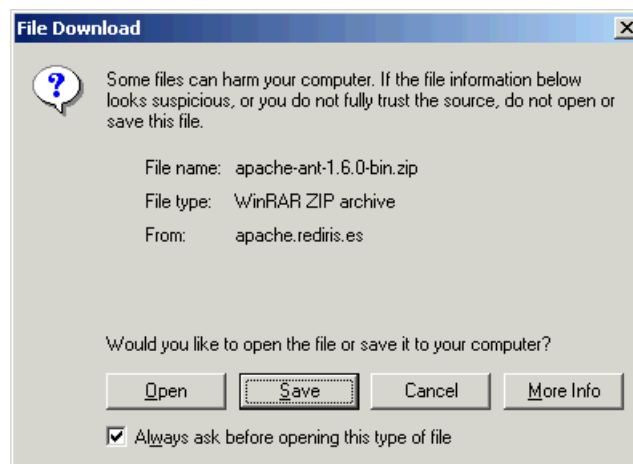 File Download
Some files can harm your computer. If the file information below
looks suspicious, or you do not fully trust the source, do not open or
save this file.
File name: apache-ant-1.6.0-bin.zip
File type: WinRAR ZIP archive
From: apache.rediris.es
Would you like to open the file or save it to your computer?
Open Save Cancel More Info
Always ask before opening this type of file